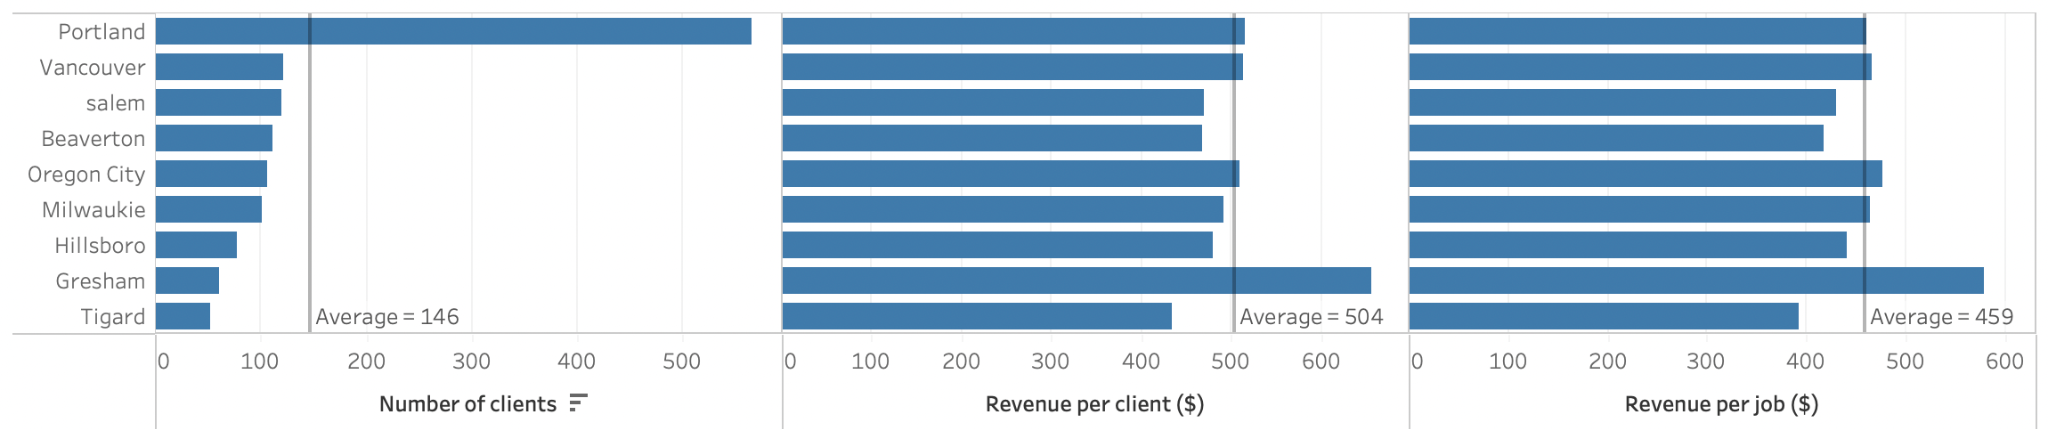 Portland
Vancouver
salem
Beaverton
Oregon City
Milwaukie
Hillsboro
Gresham
Tigard
Average = 146
Average = 504
Average = 459
0 100 200 300 400 500
0 100 200 300 400 500 600
0 100 200 300 400 500 600
Number of clients
Revenue per client ($)
Revenue per job ($)